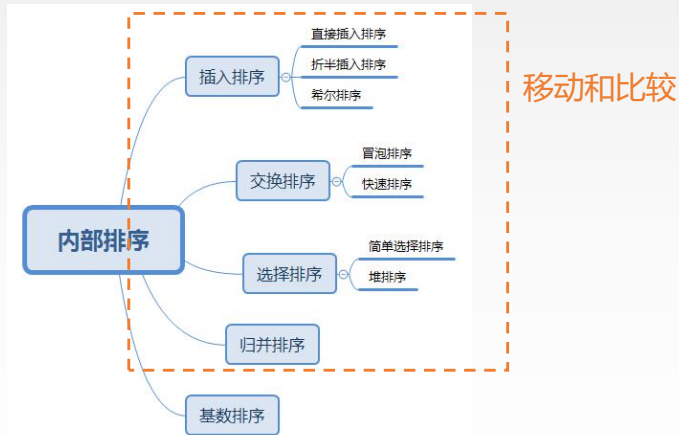 直接插入排序
插入排序
折半插入排序
希尔排序
移动和比较
冒泡排序
交换排序
快速排序
内部排序
简单选择排序
选择排序
堆排序
归并排序
基数排序